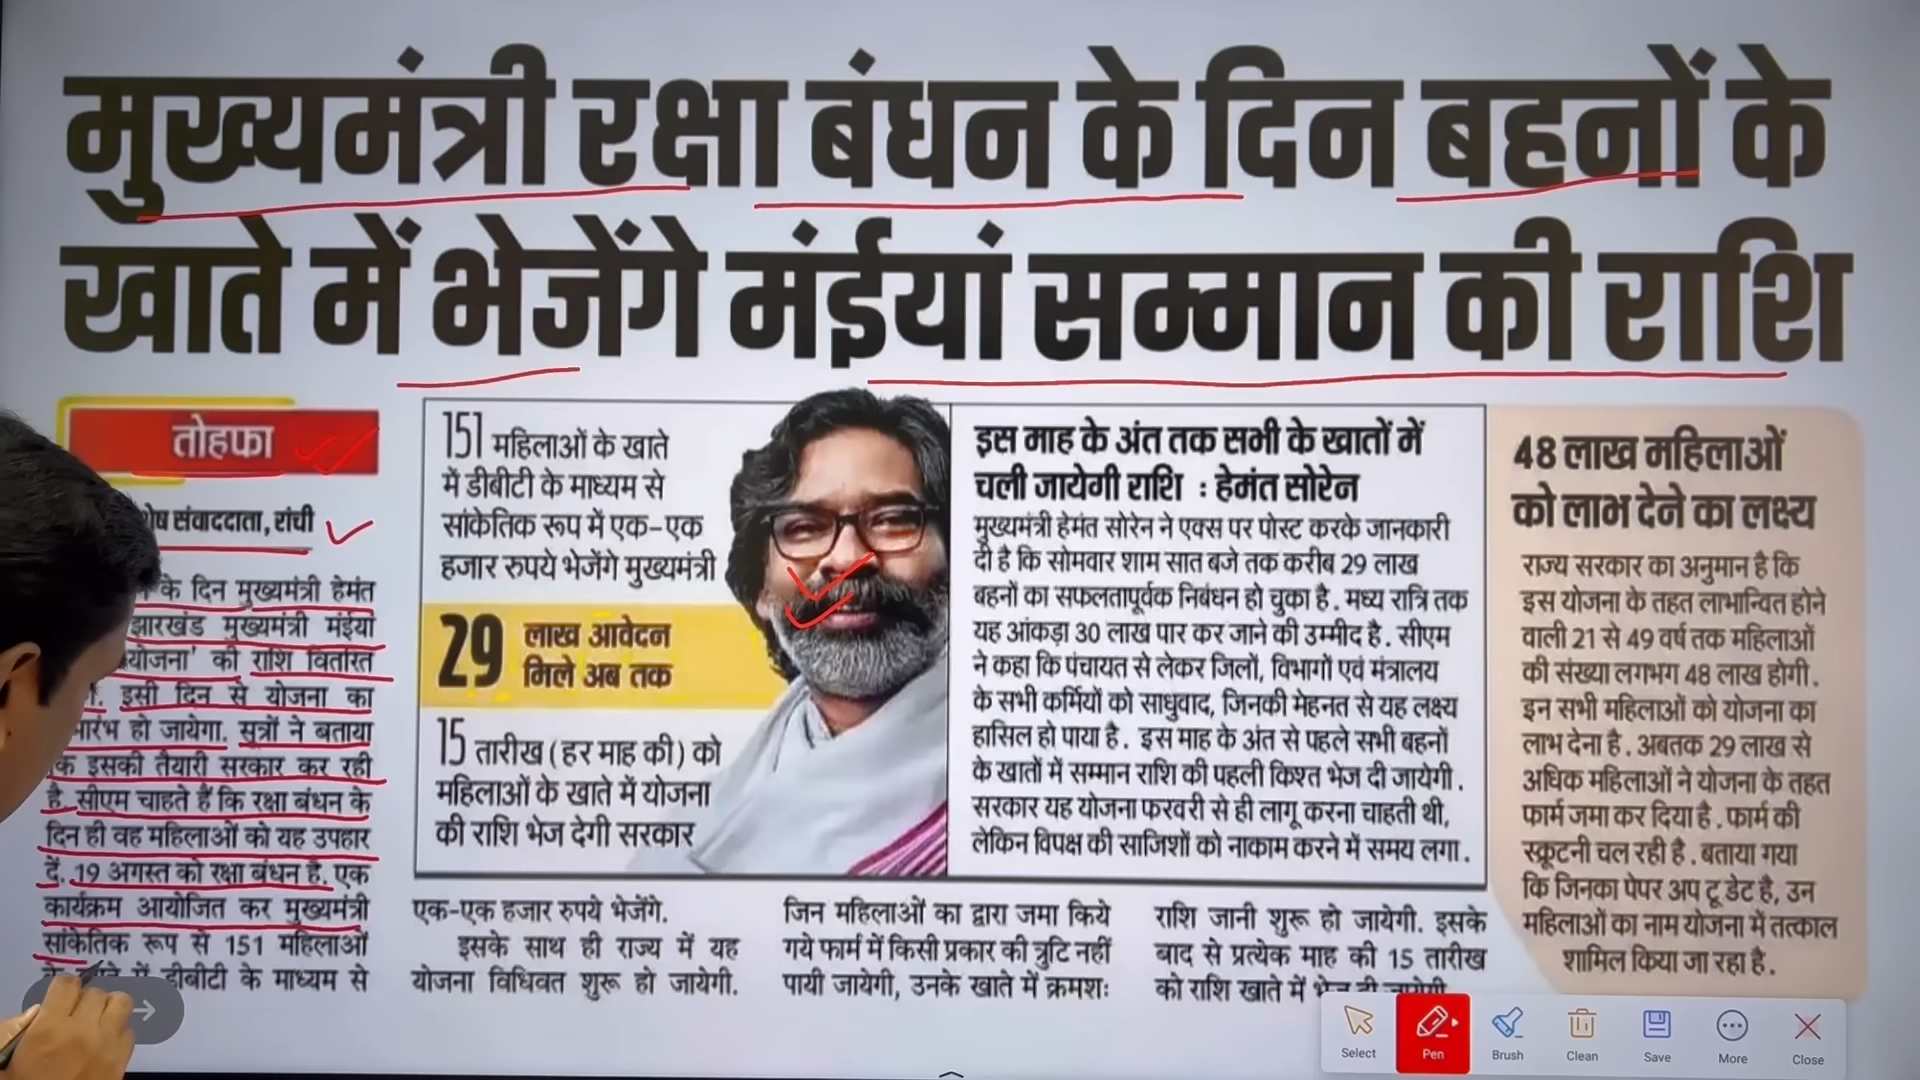 मुख्यमंत्री रक्षा बंधन के दिन बहनों के
खाते में भेजेंगे मंईयां सम्मान की राशि
तोहफा
संवाददाता, रांची
के दिन मुख्यमंत्री हेमंत
झारखंड मुख्यमंत्री मंईयां
योजना' की राशि वितरित
इसी दिन से योजना का
हो जायेगा. सूत्रों ने बताया
इसकी तैयारी सरकार कर रही
है. सीएम चाहते हैं कि रक्षा बंधन के
दिन ही वह महिलाओं को यह उपहार
दें. 19 अगस्त को रक्षा बंधन है. एक
कार्यक्रम आयोजित कर मुख्यमंत्री
सांकेतिक रूप से 151 महिलाओं
में डीबीटी के माध्यम से
151 महिलाओं के खाते
में डीबीटी के माध्यम से
सांकेतिक रूप में एक-एक
हजार रुपये भेजेंगे मुख्यमंत्री
29 लाख आवेदन
मिले अब तक
15 तारीख (हर माह की) को
महिलाओं के खाते में योजना
की राशि भेज देगी सरकार
इस माह के अंत तक सभी के खातों में
चली जायेगी राशि : हेमंत सोरेन
मुख्यमंत्री हेमंत सोरेन ने एक्स पर पोस्ट करके जानकारी
दी है कि सोमवार शाम सात बजे तक करीब 29 लाख
बहनों का सफलतापूर्वक निबंधन हो चुका है. मध्य रात्रि तक
यह आंकड़ा 30 लाख पार कर जाने की उम्मीद है. सीएम
ने कहा कि पंचायत से लेकर जिलों, विभागों एवं मंत्रालय
के सभी कर्मियों को साधुवाद, जिनकी मेहनत से यह लक्ष्य
हासिल हो पाया है. इस माह के अंत से पहले सभी बहनों
के खातों में सम्मान राशि की पहली किश्त भेज दी जायेगी.
सरकार यह योजना फरवरी से ही लागू करना चाहती थी,
लेकिन विपक्ष की साजिशों को नाकाम करने में समय लगा.
48 लाख महिलाओं
को लाभ देने का लक्ष्य
राज्य सरकार का अनुमान है कि
इस योजना के तहत लाभान्वित होने
वाली 21 से 49 वर्ष तक महिलाओं
की संख्या लगभग 48 लाख होगी.
इन सभी महिलाओं को योजना का
लाभ देना है. अबतक 29 लाख से
अधिक महिलाओं ने योजना के तहत
फार्म जमा कर दिया है. फार्म की
स्क्रूटनी चल रही है. बताया गया
कि जिनका पेपर अप टू डेट है, उन
महिलाओं का नाम योजना में तत्काल
शामिल किया जा रहा है.
एक-एक हजार रुपये भेजेंगे.
इसके साथ ही राज्य में यह
योजना विधिवत शुरू हो जायेगी.
जिन महिलाओं का द्वारा जमा किये
गये फार्म में किसी प्रकार की त्रुटि नहीं
पायी जायेगी, उनके खाते में क्रमशः
राशि जानी शुरू हो जायेगी. इसके
बाद से प्रत्येक माह की 15 तारीख
को राशि खाते में
Select
Pen
Brush
Clean
Save
More
Close